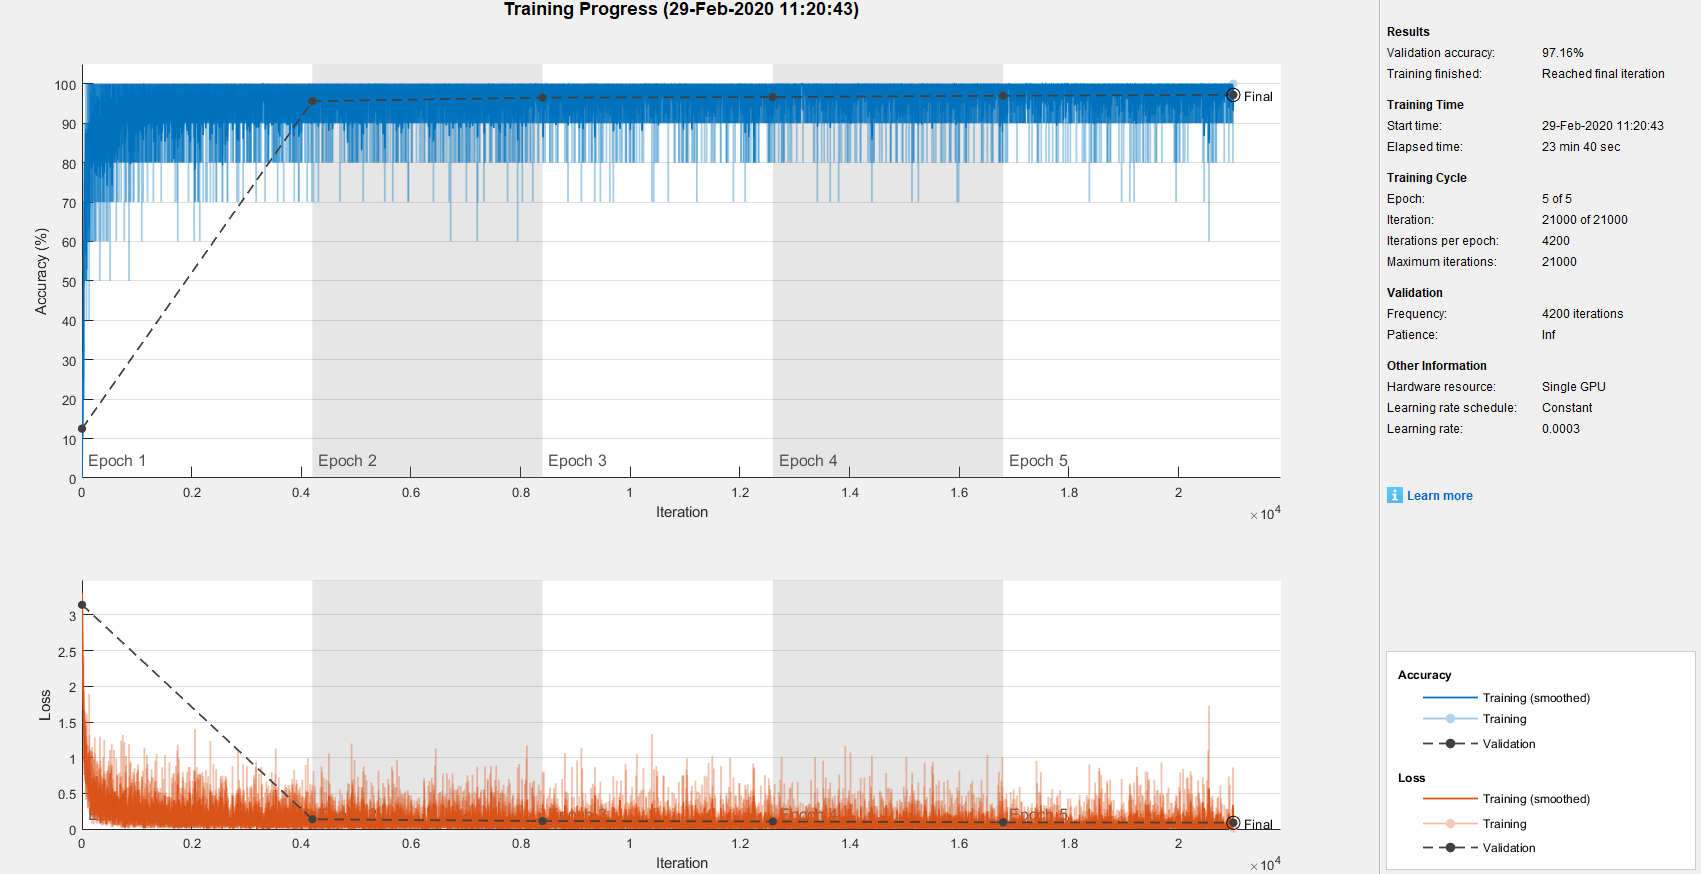 Training Progress (29-Feb-2020 11:20:43)
100
90
80
70
60
50
40
30
20
10
0
Accuracy (%)
Epoch 1
Epoch 2
Epoch 3
Epoch 4
Epoch 5
Final
0
0.2
0.4
0.6
0.8
1
1.2
1.4
1.6
1.8
2
Iteration
×10⁴
3
2.5
2
1.5
1
0.5
0
Loss
Epoch 5
Final
0
0.2
0.4
0.6
0.8
1
1.2
1.4
1.6
1.8
2
Iteration
×10⁴
Results
Validation accuracy: 97.16%
Training finished: Reached final iteration
Training Time
Start time: 29-Feb-2020 11:20:43
Elapsed time: 23 min 40 sec
Training Cycle
Epoch: 5 of 5
Iteration: 21000 of 21000
Iterations per epoch: 4200
Maximum iterations: 21000
Validation
Frequency: 4200 iterations
Patience: Inf
Other Information
Hardware resource: Single GPU
Learning rate schedule: Constant
Learning rate: 0.0003
i Learn more
Accuracy
Training (smoothed)
Training
Validation
Loss
Training (smoothed)
Training
Validation